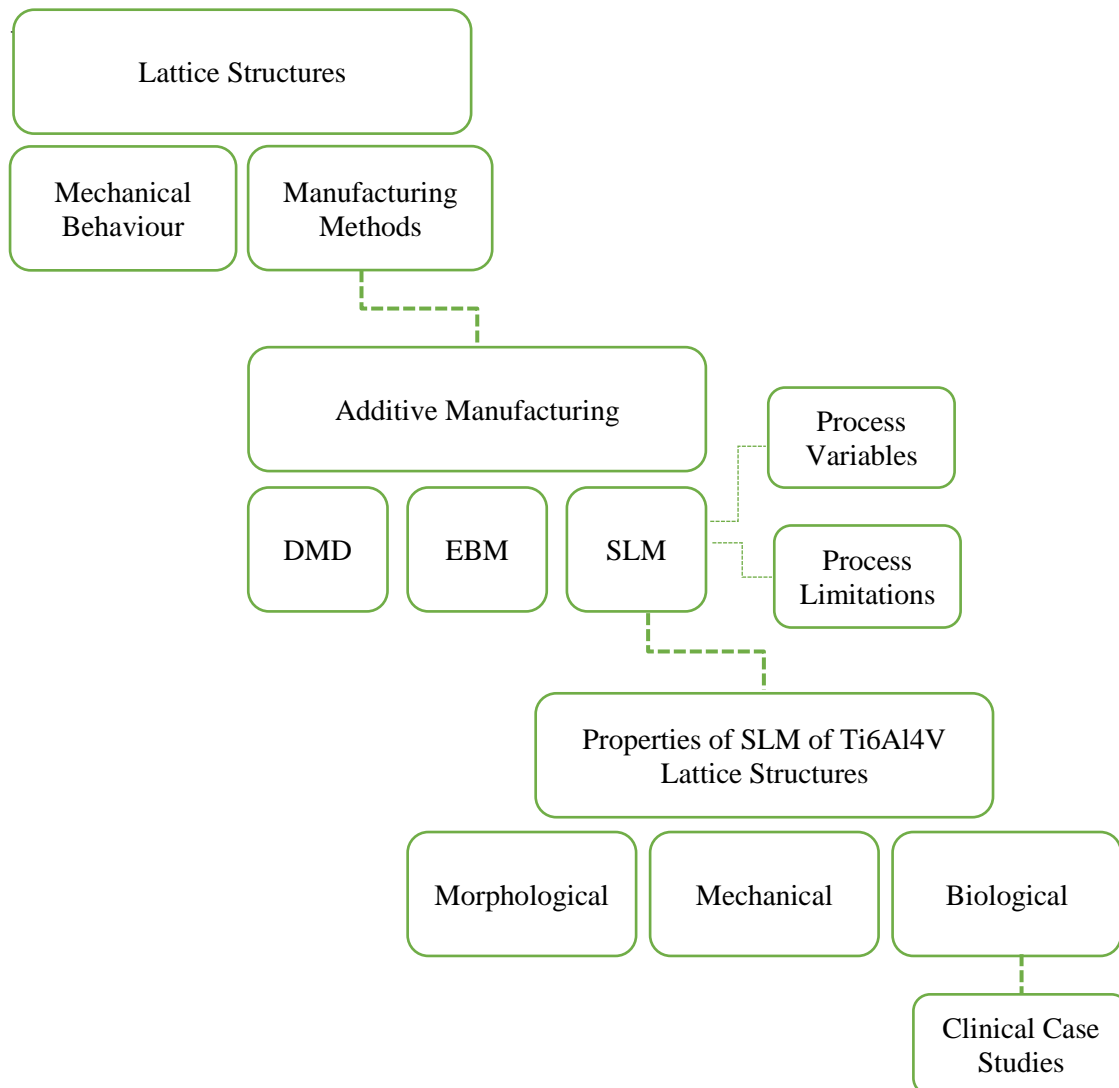 Lattice Structures
Mechanical
Behaviour
Manufacturing
Methods
Additive Manufacturing
Process
Variables
DMD
EBM
SLM
Process
Limitations
Properties of SLM of Ti6Al4V
Lattice Structures
Morphological
Mechanical
Biological
Clinical Case
Studies